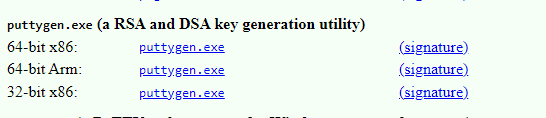 puttygen.exe (a RSA and DSA key generation utility)
64-bit x86: puttygen.exe (signature)
64-bit Arm: puttygen.exe (signature)
32-bit x86: puttygen.exe (signature)